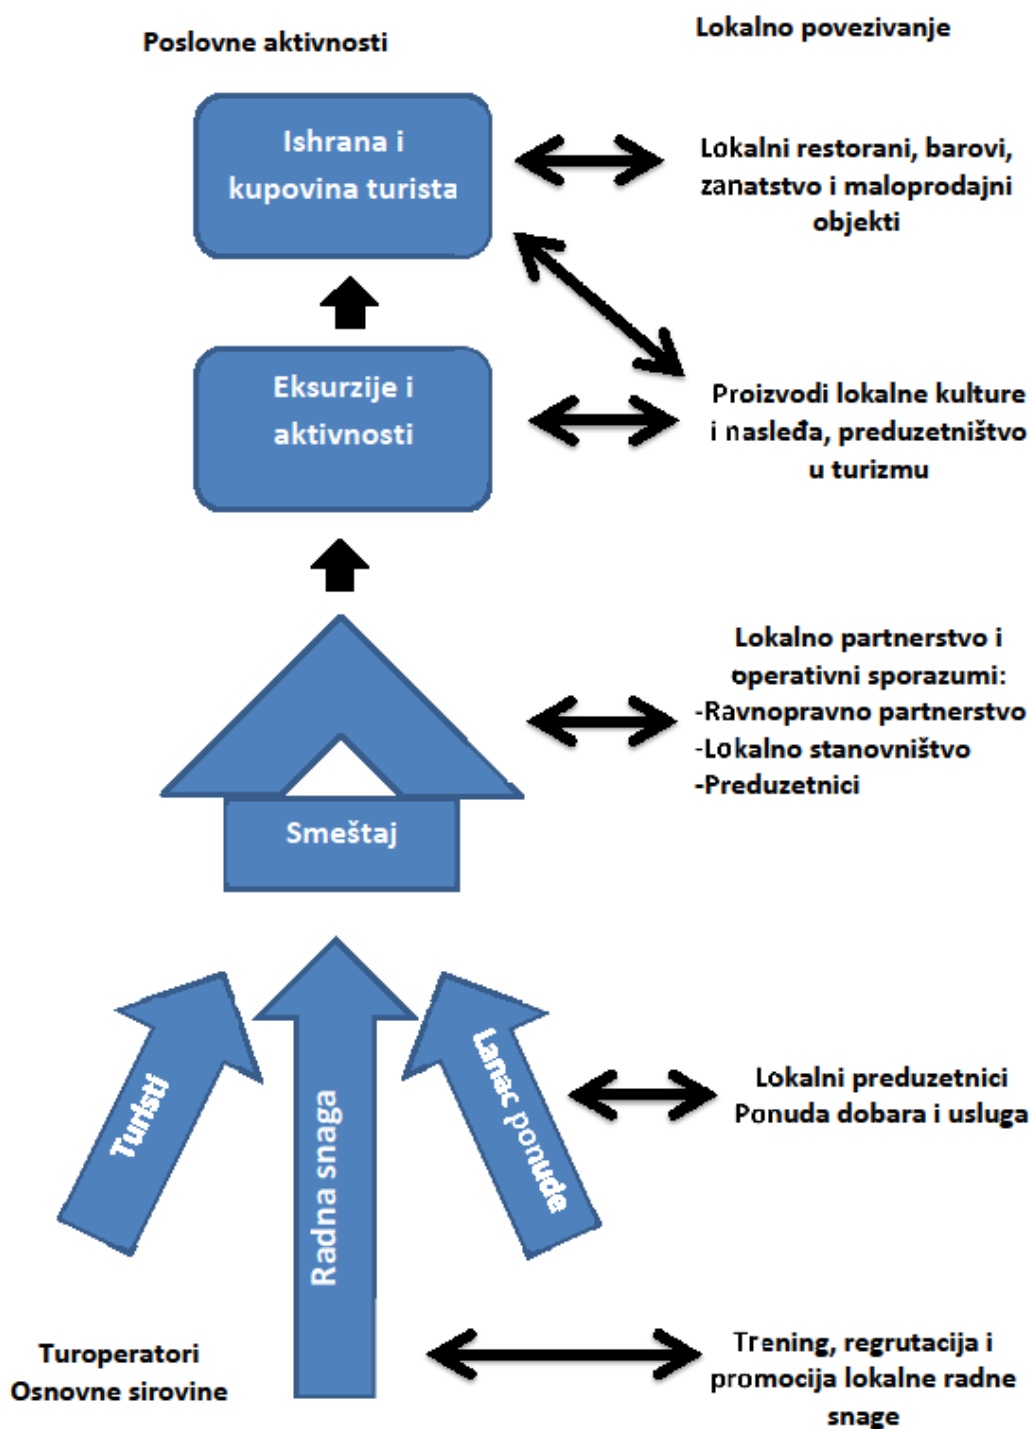 Poslovne aktivnosti
Lokalno povezivanje
Ishrana i
kupovina turista
Lokalni restorani, barovi,
zanatstvo i maloprodajni
objekti
Eksurzije i
aktivnosti
Proizvodi lokalne kulture
i nasleđa, preduzetništvo
u turizmu
Lokalno partnerstvo i
operativni sporazumi:
-Ravnopravno partnerstvo
-Lokalno stanovništvo
-Preduzetnici
Smeštaj
Turisti
Radna snaga
Lanac ponude
Lokalni preduzetnici
Ponuda dobara i usluga
Turoperatori
Osnovne sirovine
Trening, regrutacija i
promocija lokalne radne
snage